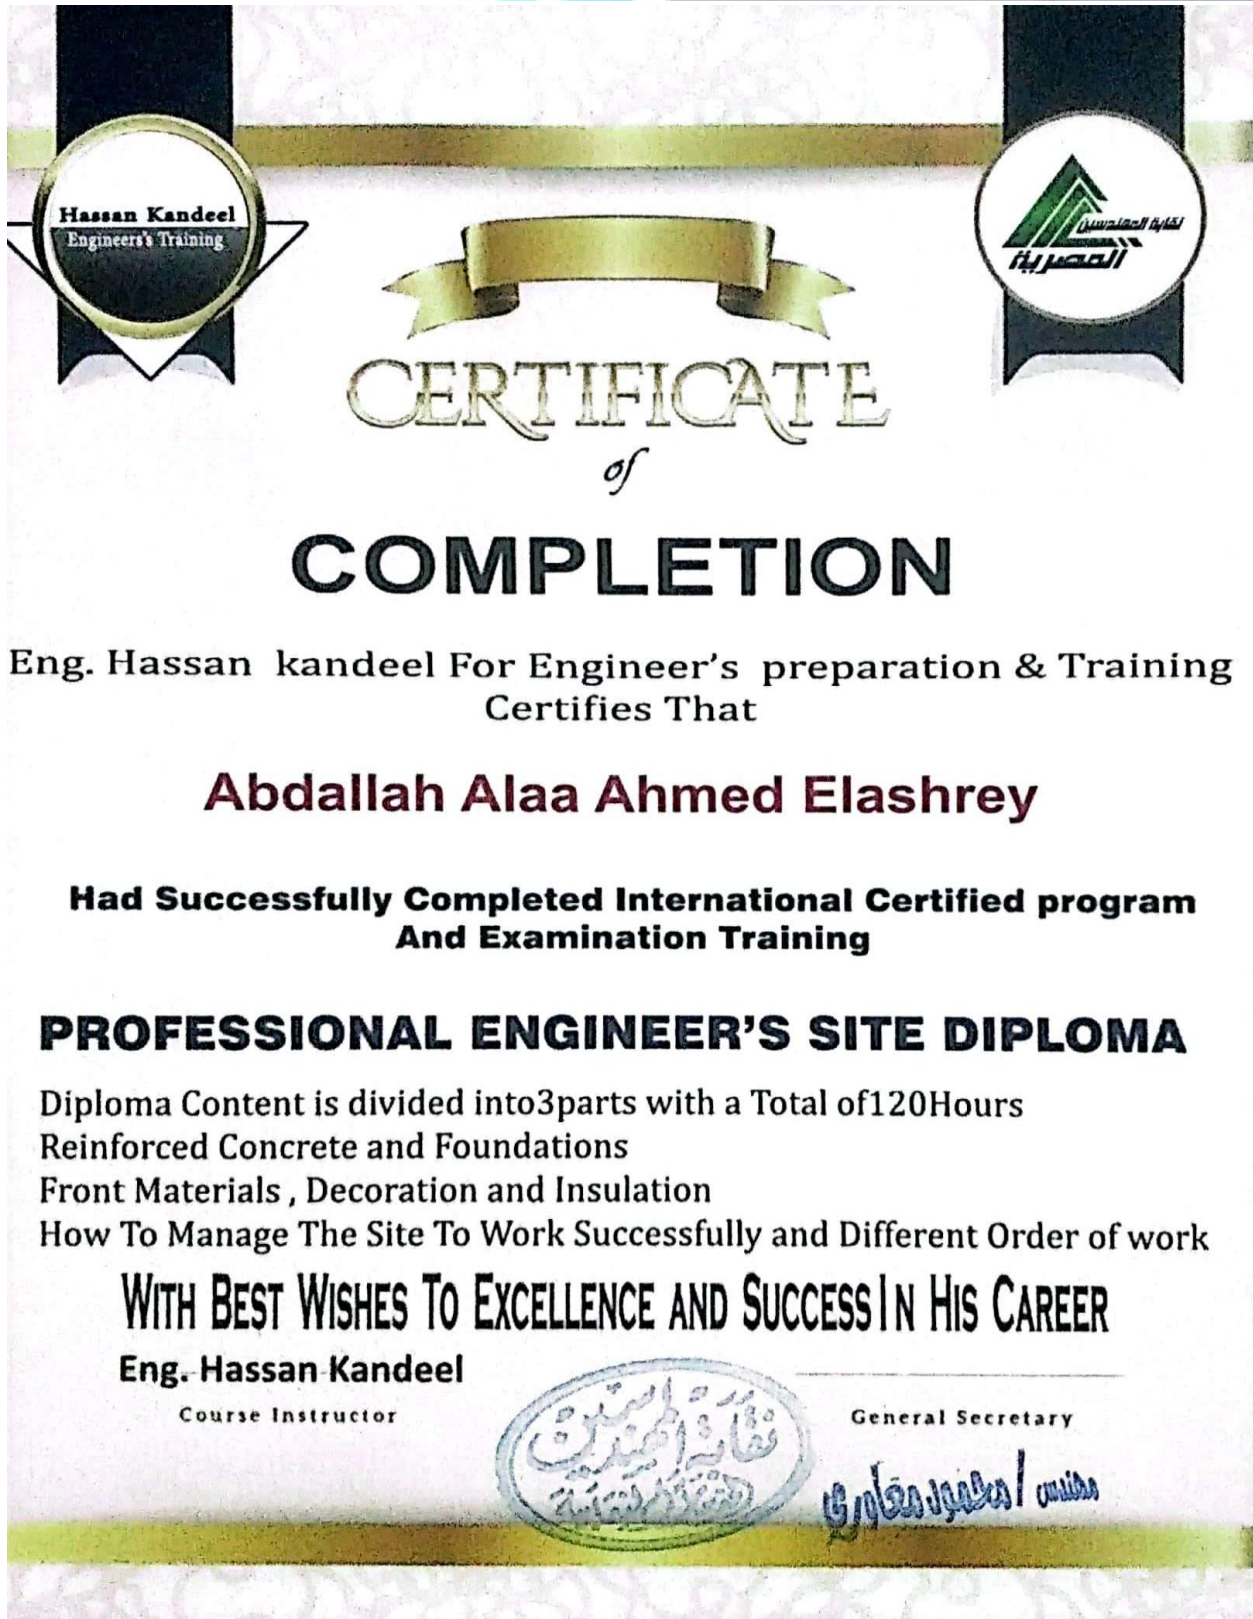 Hassan Kandeel
Engineers's Training
نقابة المهندسين
المصرية
CERTIFICATE
of
COMPLETION
Eng. Hassan kandeel For Engineer's preparation & Training
Certifies That
Abdallah Alaa Ahmed Elashrey
Had Successfully Completed International Certified program
And Examination Training
PROFESSIONAL ENGINEER'S SITE DIPLOMA
Diploma Content is divided into3parts with a Total of120Hours
Reinforced Concrete and Foundations
Front Materials , Decoration and Insulation
How To Manage The Site To Work Successfully and Different Order of work
WITH BEST WISHES TO EXCELLENCE AND SUCCESS IN HIS CAREER
Eng. Hassan Kandeel
Course Instructor
General Secretary
نقابة المهندسين
مهندس / محمود مغاوري